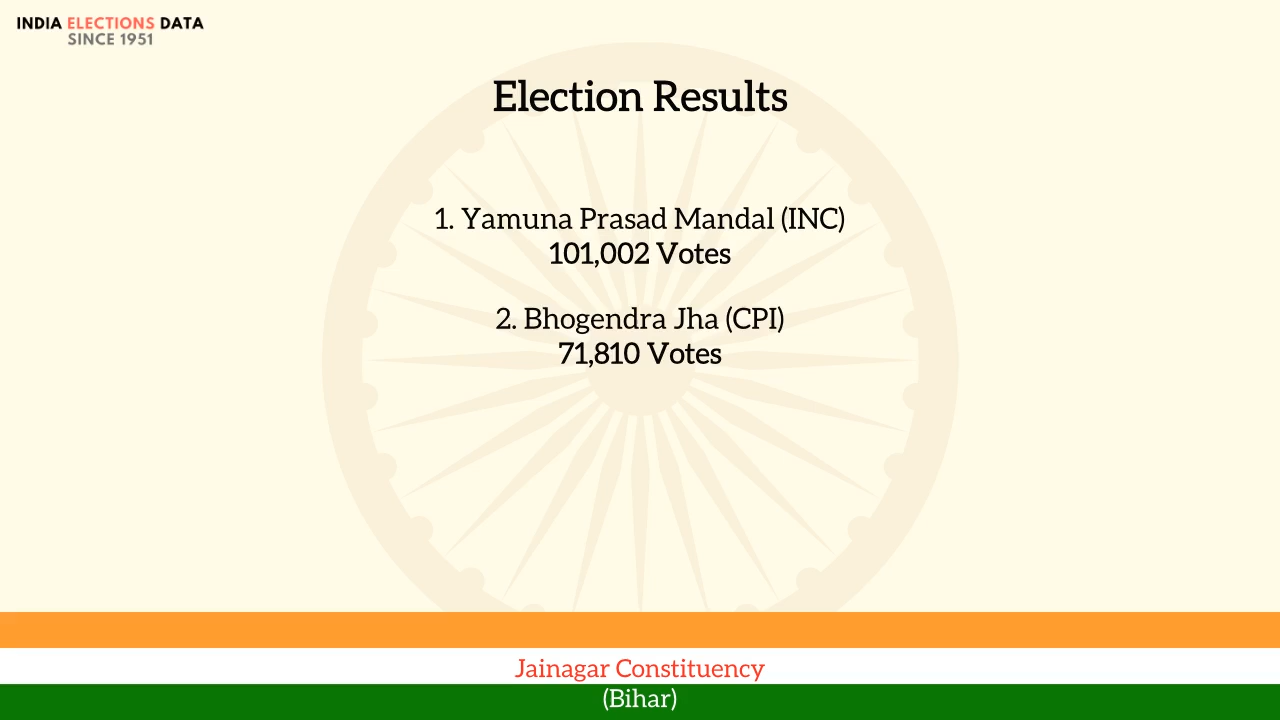 INDIA ELECTIONS DATA
SINCE 1951
Election Results
1. Yamuna Prasad Mandal (INC)
101,002 Votes
2. Bhogendra Jha (CPI)
71,810 Votes
Jainagar Constituency
(Bihar)